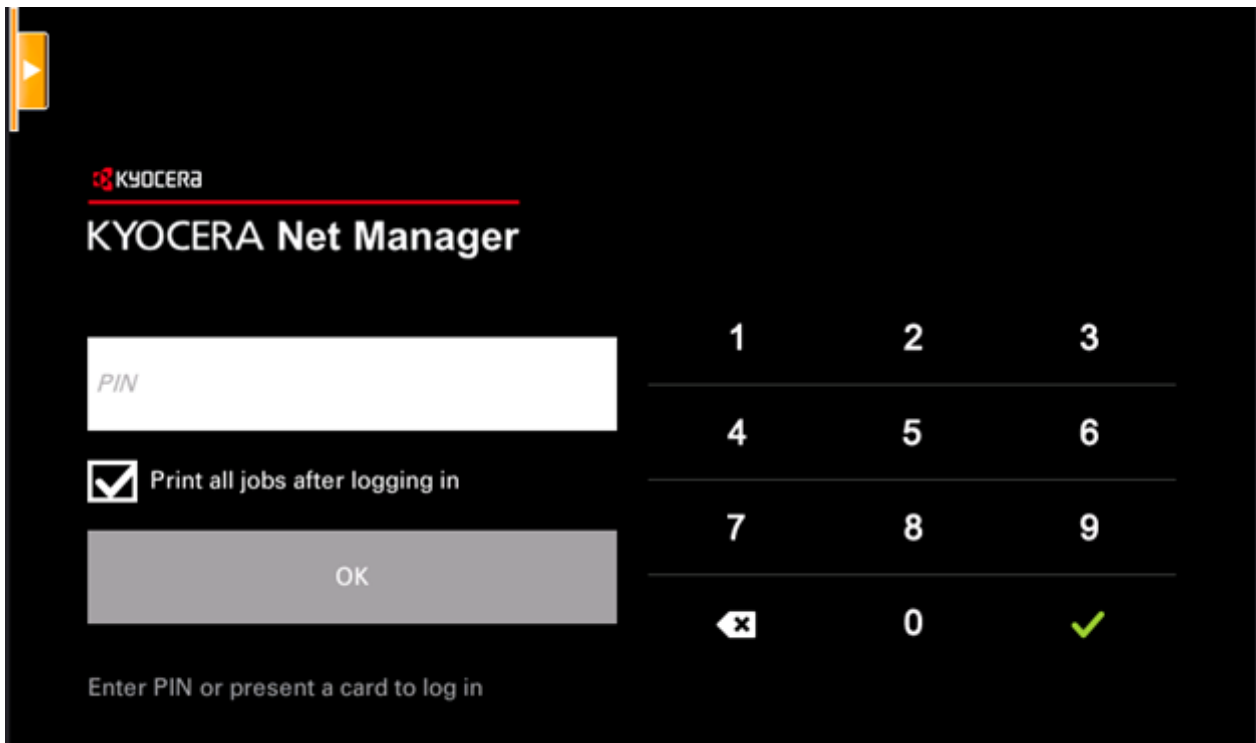 KYOCERA
KYOCERA Net Manager
PIN
Print all jobs after logging in
OK
Enter PIN or present a card to log in
1 2 3
4 5 6
7 8 9
0